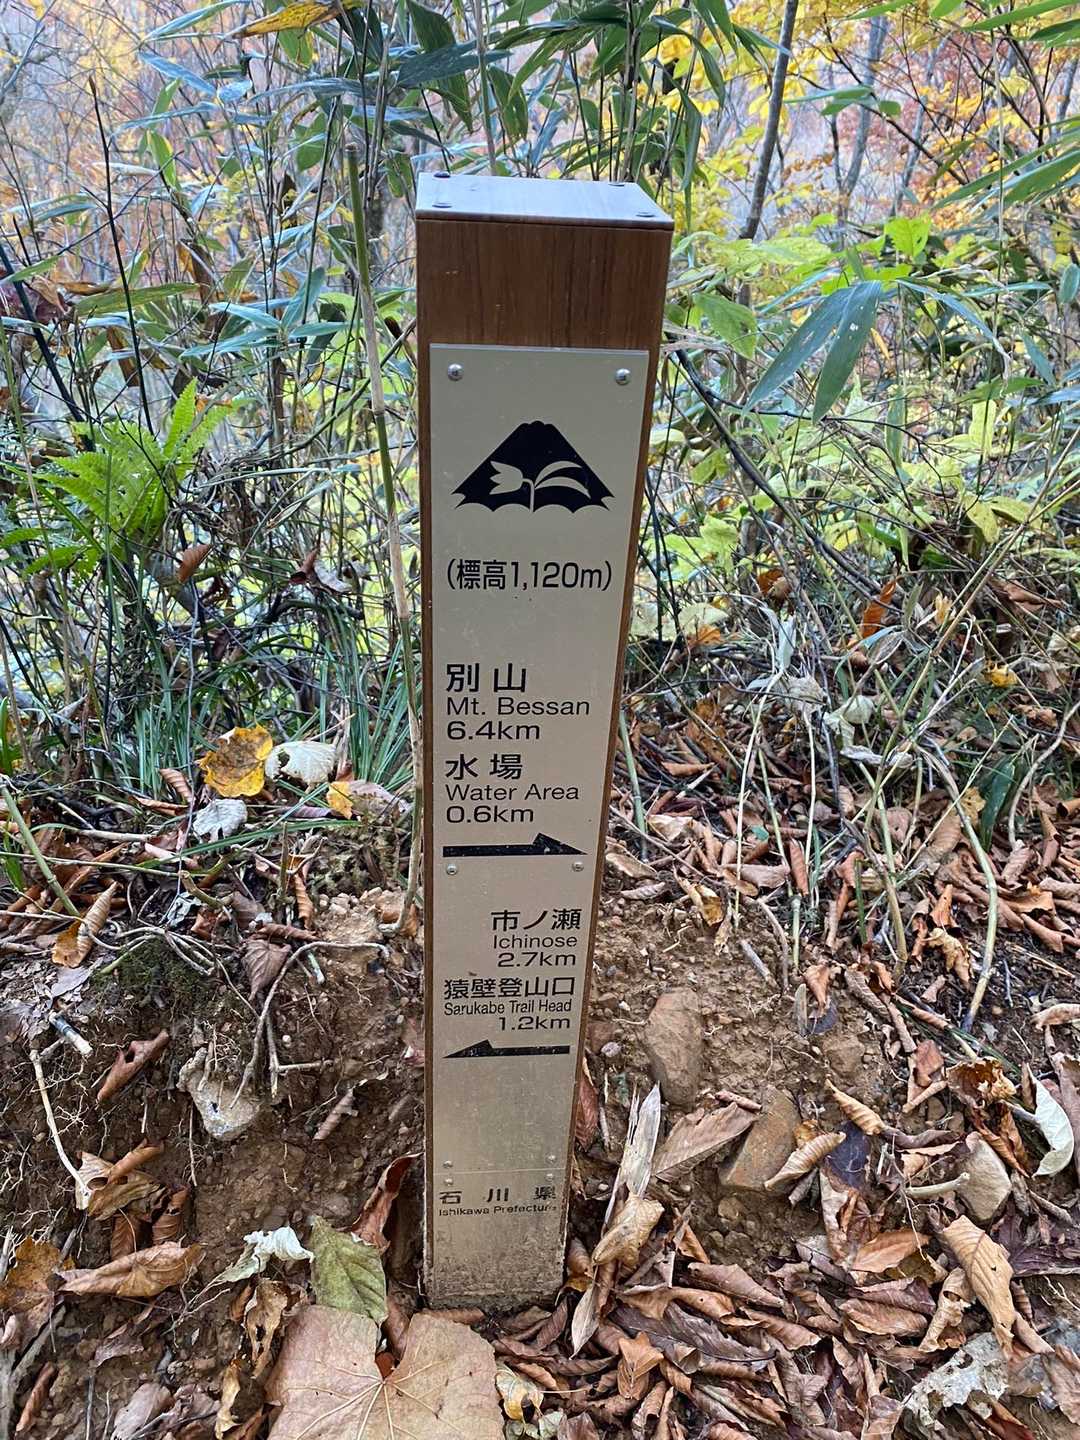 (標高1,120m)
別山
Mt. Bessan
6.4km
水場
Water Area
0.6km
市ノ瀬
Ichinose
2.7km
猿壁登山口
Sarukabe Trail Head
1.2km
石川県
Ishikawa Prefecture